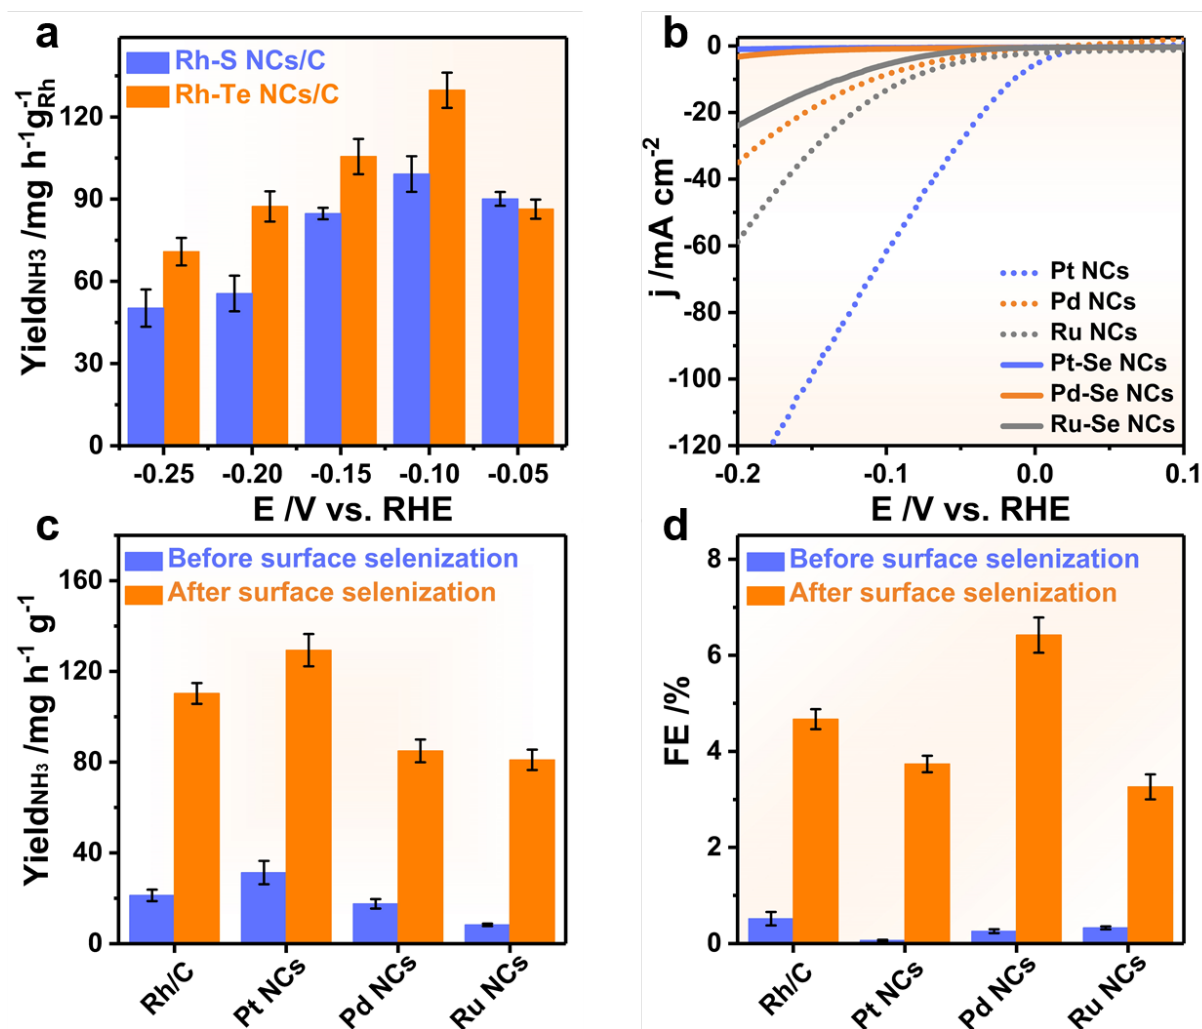 a
Rh-S NCs/C
Rh-Te NCs/C
YieldNH3 /mg h-1g-1Rh
120
90
60
30
0
-0.25 -0.20 -0.15 -0.10 -0.05
E /V vs. RHE
b
j /mA cm-2
0
-20
-40
-60
-80
-100
-120
Pt NCs
Pd NCs
Ru NCs
Pt-Se NCs
Pd-Se NCs
Ru-Se NCs
-0.2 -0.1 0.0 0.1
E /V vs. RHE
c
Before surface selenization
After surface selenization
YieldNH3 /mg h-1 g-1
160
120
80
40
0
Rh/C Pt NCs Pd NCs Ru NCs
d
Before surface selenization
After surface selenization
FE /%
8
6
4
2
0
Rh/C Pt NCs Pd NCs Ru NCs